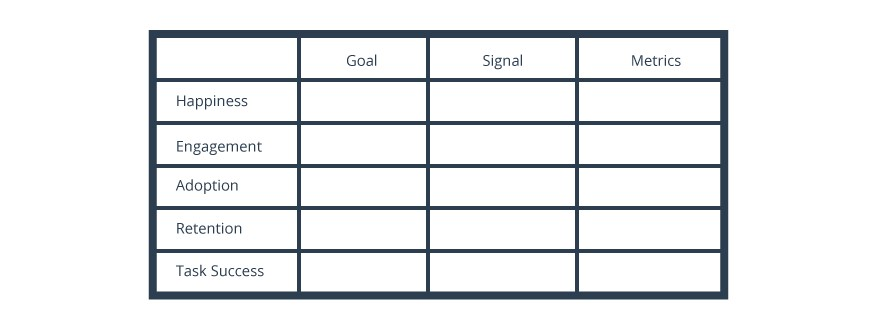 Goal Signal Metrics
Happiness
Engagement
Adoption
Retention
Task Success